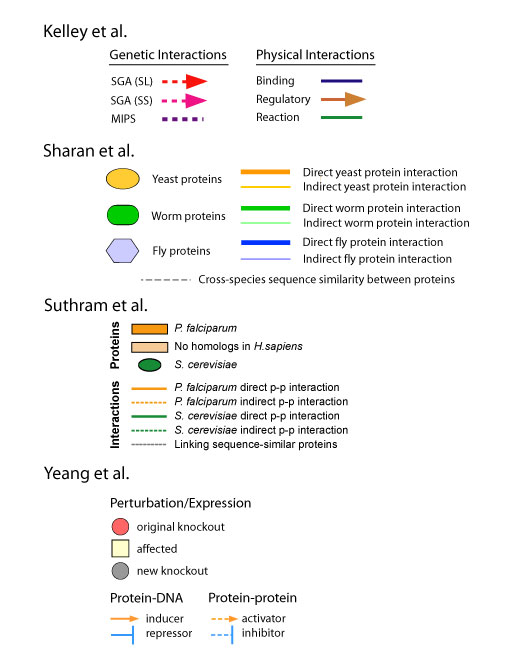 Kelley et al.
Genetic Interactions
SGA (SL)
SGA (SS)
MIPS
Physical Interactions
Binding
Regulatory
Reaction
Sharan et al.
Yeast proteins
Worm proteins
Fly proteins
Direct yeast protein interaction
Indirect yeast protein interaction
Direct worm protein interaction
Indirect worm protein interaction
Direct fly protein interaction
Indirect fly protein interaction
Cross-species sequence similarity between proteins
Suthram et al.
Proteins
P. falciparum
No homologs in H.sapiens
S. cerevisiae
Interactions
P. falciparum direct p-p interaction
P. falciparum indirect p-p interaction
S. cerevisiae direct p-p interaction
S. cerevisiae indirect p-p interaction
Linking sequence-similar proteins
Yeang et al.
Perturbation/Expression
original knockout
affected
new knockout
Protein-DNA
inducer
repressor
Protein-protein
activator
inhibitor